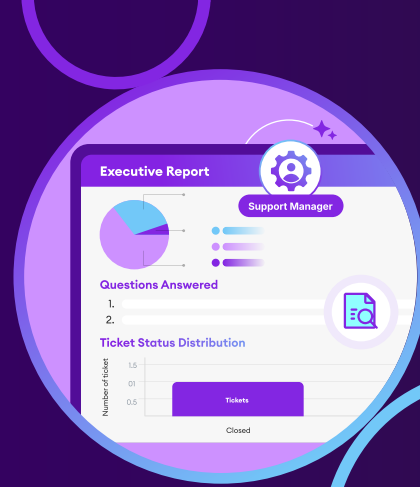 Executive Report
Support Manager
Questions Answered
1.
2.
Ticket Status Distribution
Number of ticket
1.5
01
0.5
Tickets
Closed